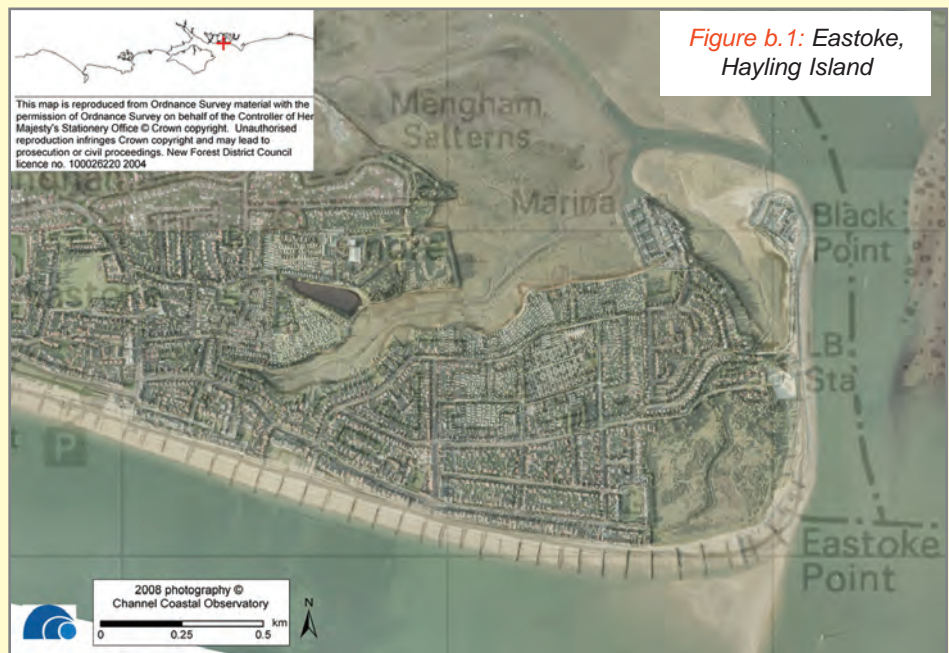 Figure b.1: Eastoke,
Hayling Island
This map is reproduced from Ordnance Survey material with the
permission of Ordnance Survey on behalf of the Controller of Her
Majesty's Stationery Office © Crown copyright. Unauthorised
reproduction infringes Crown copyright and may lead to
prosecution or civil proceedings. New Forest District Council
licence no. 100026220 2004
Mengham
Salterns
Marina
Black
Point
LB
Sta
P
Eastoke
Point
2008 photography ©
Channel Coastal Observatory
N
km
0 0.25 0.5